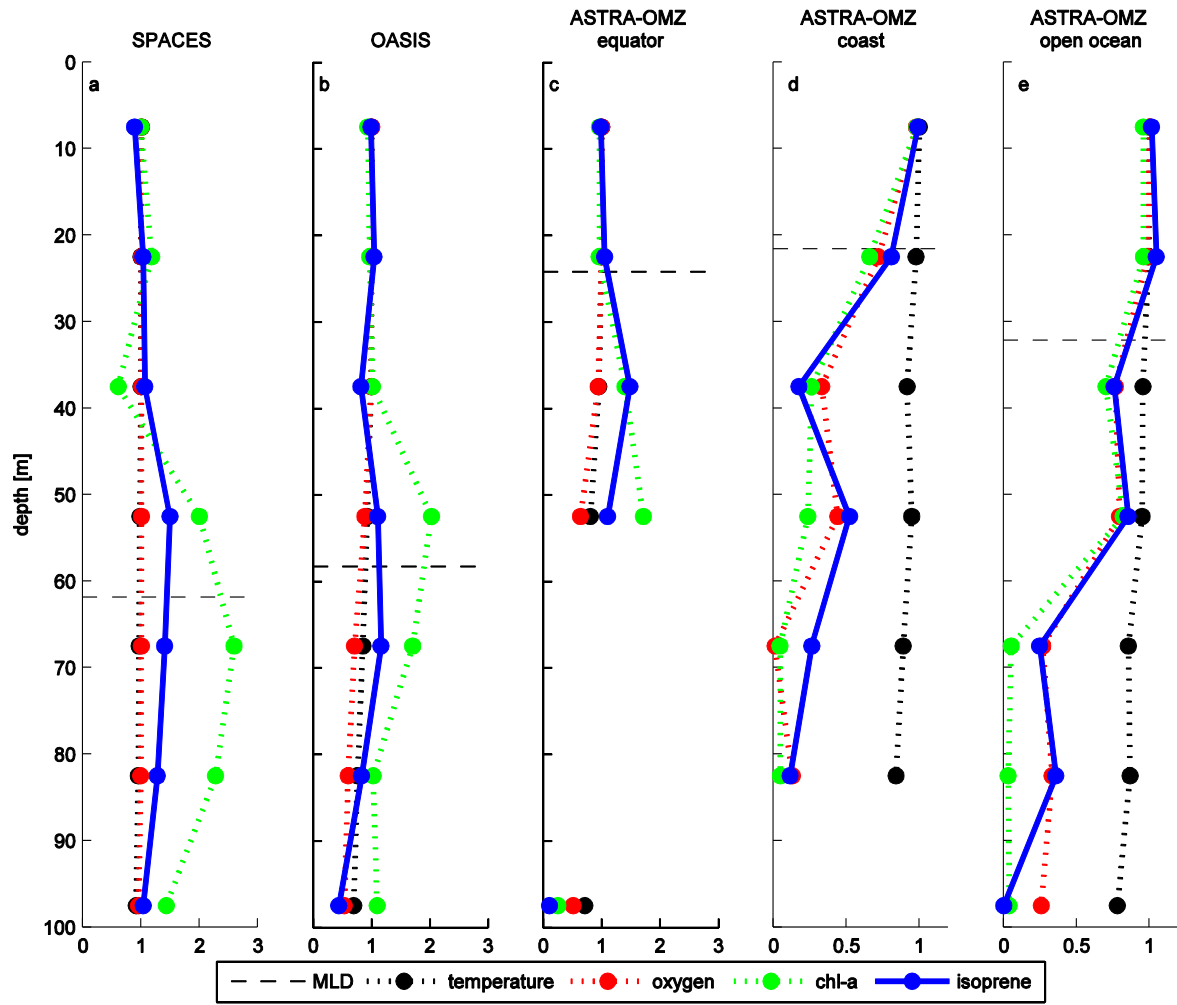 SPACES
OASIS
ASTRA-OMZ
equator
ASTRA-OMZ
coast
ASTRA-OMZ
open ocean
a
b
c
d
e
depth [m]
0
10
20
30
40
50
60
70
80
90
100
0 1 2 3
0 1 2 3
0 1 2 3
0 0.5 1
0 0.5 1
MLD temperature oxygen chl-a isoprene